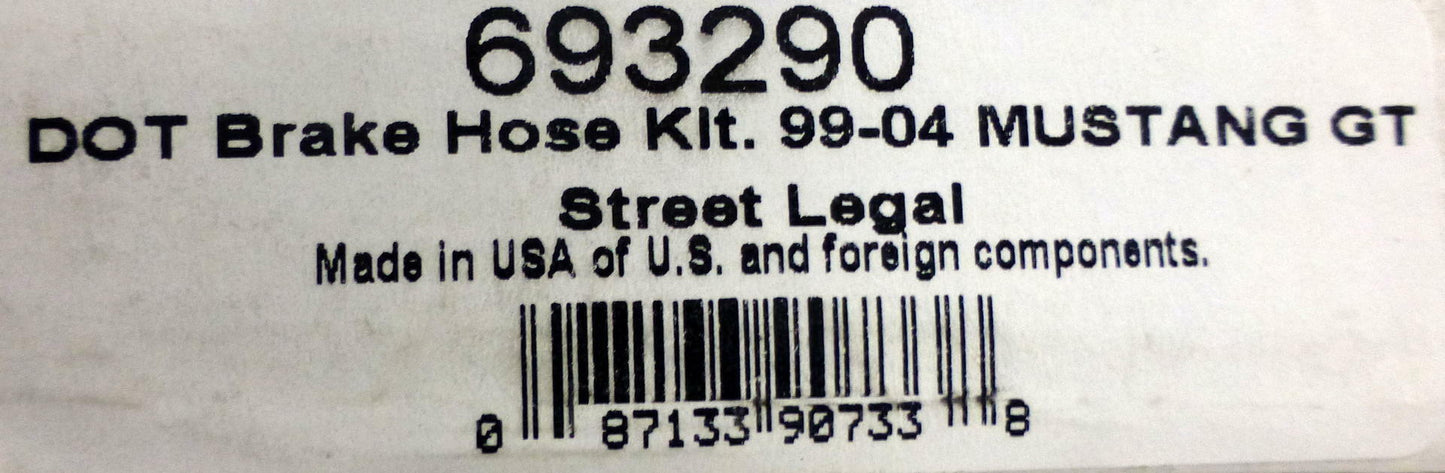 693290
DOT Brake Hose Kit. 99-04 MUSTANG GT
Street Legal
Made in USA of U.S. and foreign components.
0 87133 90733 8